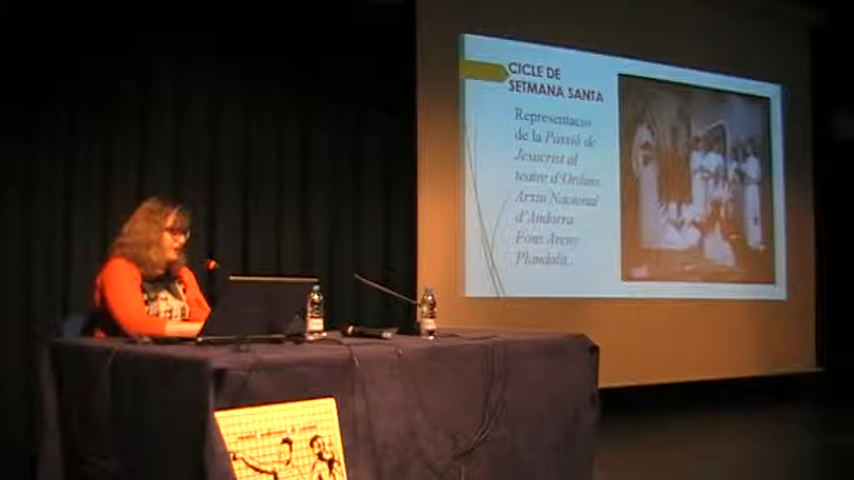 CICLE DE
SETMANA SANTA
Representació
de la Passió de
Jesucrist al
teatre d'Ordino
Arxiu Nacional
d'Andorra
Fons Areny
Plandolit